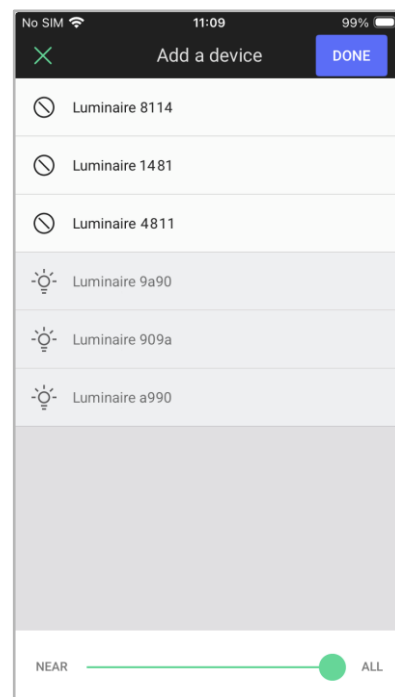 No SIM 11:09 99%
Add a device DONE
Luminaire 8114
Luminaire 1481
Luminaire 4811
Luminaire 9a90
Luminaire 909a
Luminaire a990
NEAR ALL